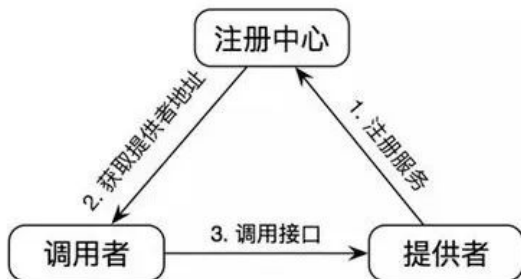 注册中心
1. 注册服务
2. 获取提供者地址
调用者
3. 调用接口
提供者